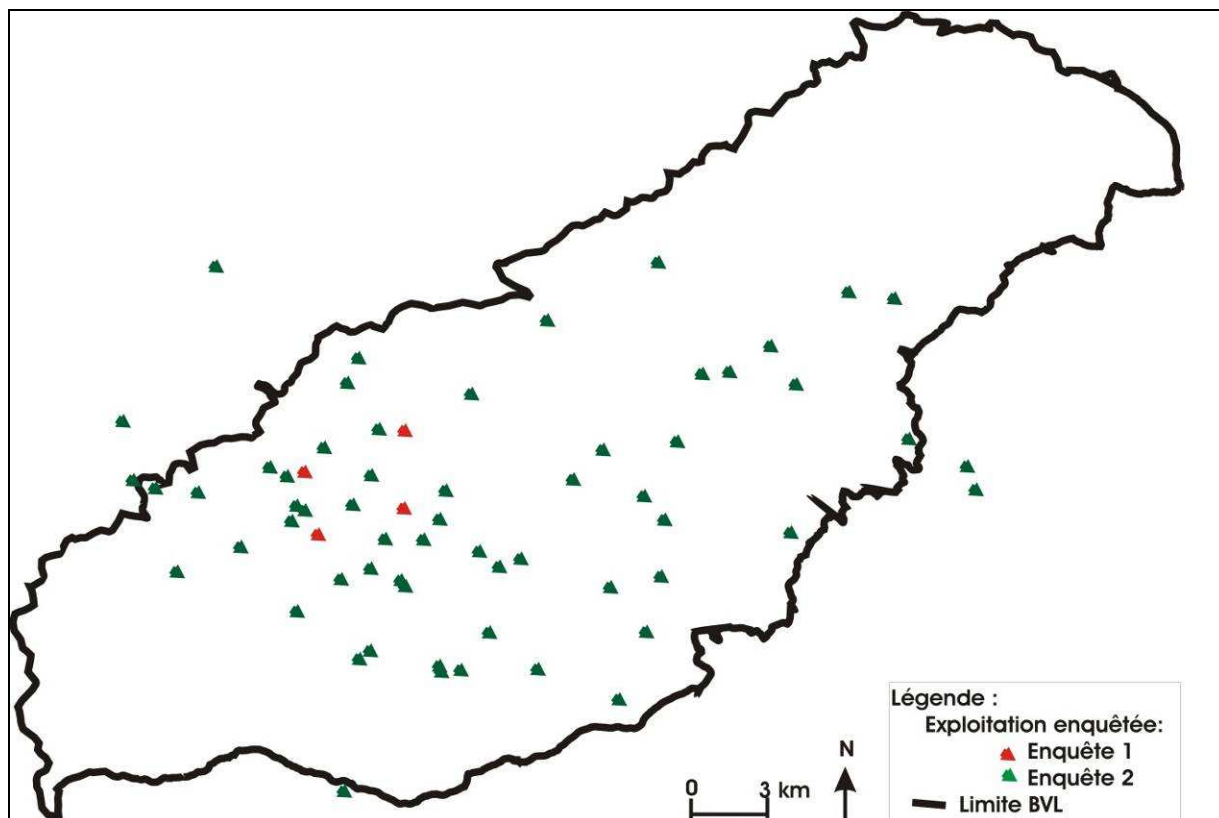 Légende :
Exploitation enquêtée:
Enquête 1
Enquête 2
Limite BVL
N
0 3 km